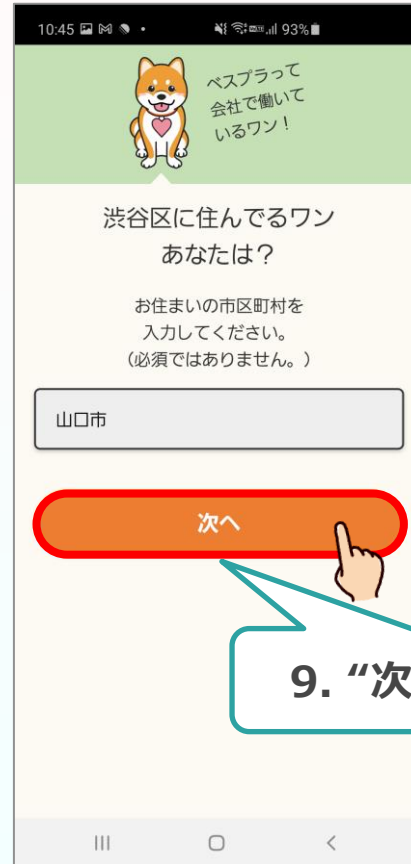 10:45
93%
ベスプラって
会社で働いて
いるワン！
渋谷区に住んでるワン
あなたは？
お住まいの市区町村を
入力してください。
（必須ではありません。）
山口市
次へ
9. “次